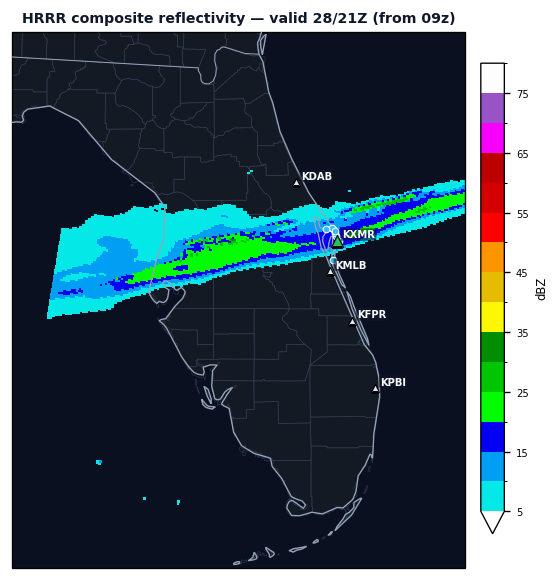 HRRR composite reflectivity — valid 28/21Z (from 09z)
KDAB
KXMR
KMLB
KFPR
KPBI
75
65
55
45
35
25
15
5
dBZ